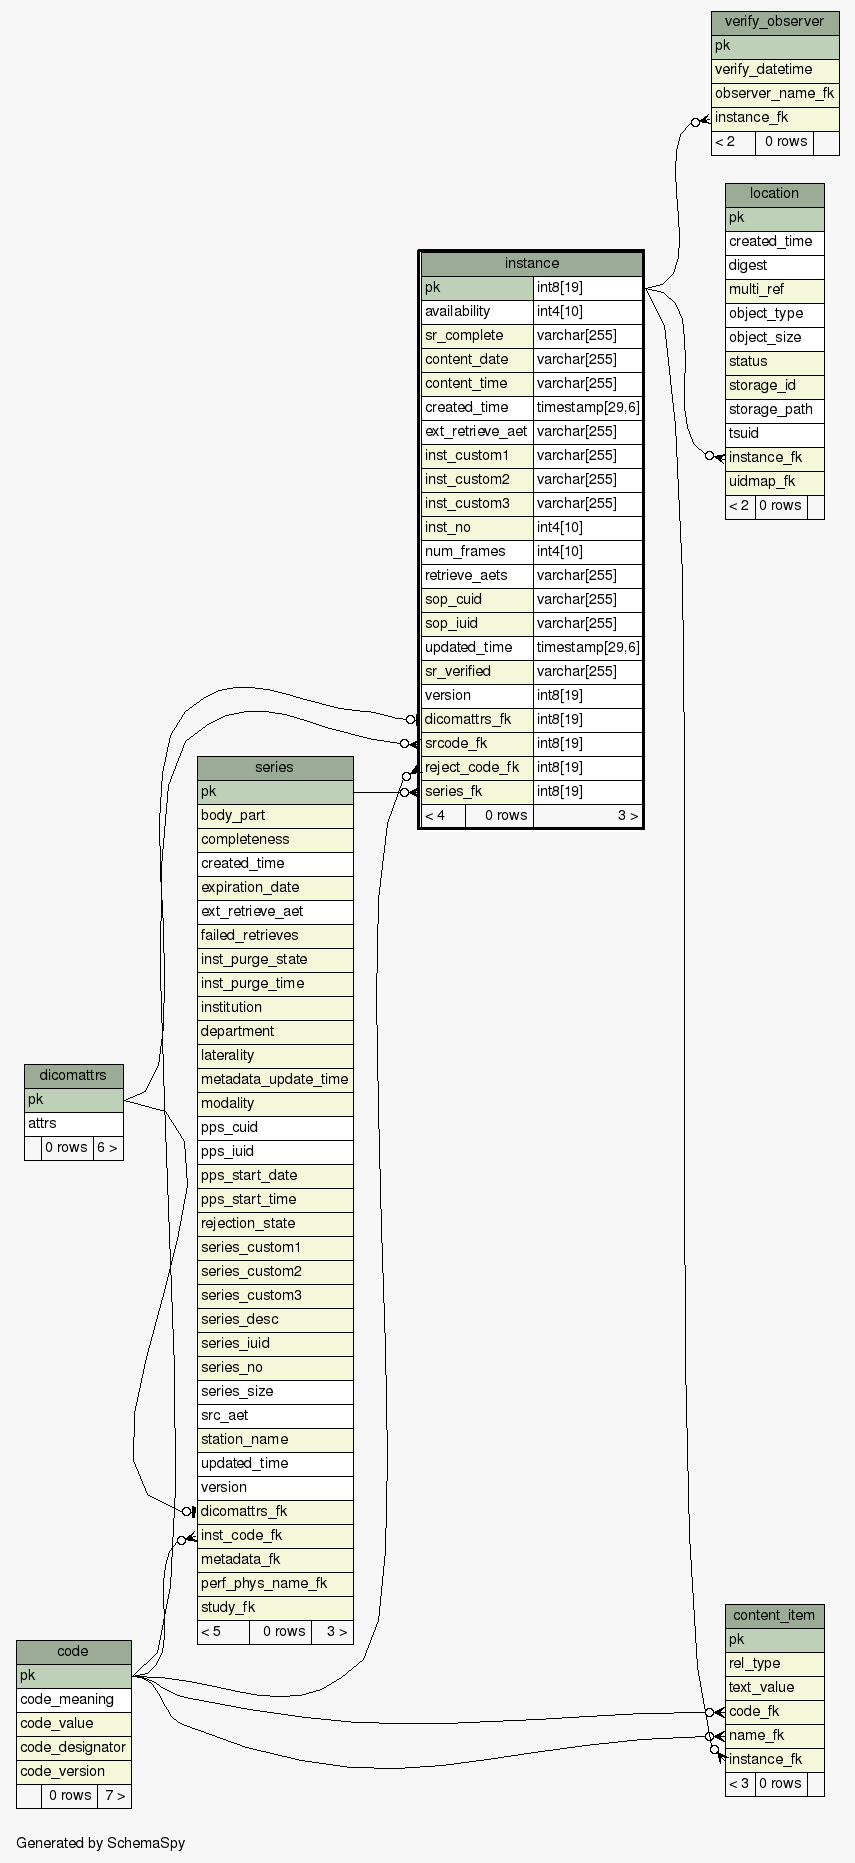 verify_observer
pk
verify_datetime
observer_name_fk
instance_fk
< 2 0 rows
location
pk
created_time
digest
multi_ref
object_type
object_size
status
storage_id
storage_path
tsuid
instance_fk
uidmap_fk
< 2 0 rows
instance
pk int8[19]
availability int4[10]
sr_complete varchar[255]
content_date varchar[255]
content_time varchar[255]
created_time timestamp[29,6]
ext_retrieve_aet varchar[255]
inst_custom1 varchar[255]
inst_custom2 varchar[255]
inst_custom3 varchar[255]
inst_no int4[10]
num_frames int4[10]
retrieve_aets varchar[255]
sop_cuid varchar[255]
sop_iuid varchar[255]
updated_time timestamp[29,6]
sr_verified varchar[255]
version int8[19]
dicomattrs_fk int8[19]
srcode_fk int8[19]
reject_code_fk int8[19]
series_fk int8[19]
< 4 0 rows 3 >
series
pk
body_part
completeness
created_time
expiration_date
ext_retrieve_aet
failed_retrieves
inst_purge_state
inst_purge_time
institution
department
laterality
metadata_update_time
modality
pps_cuid
pps_iuid
pps_start_date
pps_start_time
rejection_state
series_custom1
series_custom2
series_custom3
series_desc
series_iuid
series_no
series_size
src_aet
station_name
updated_time
version
dicomattrs_fk
inst_code_fk
metadata_fk
perf_phys_name_fk
study_fk
< 5 0 rows 3 >
dicomattrs
pk
attrs
0 rows 6 >
code
pk
code_meaning
code_value
code_designator
code_version
0 rows 7 >
content_item
pk
rel_type
text_value
code_fk
name_fk
instance_fk
< 3 0 rows
Generated by SchemaSpy